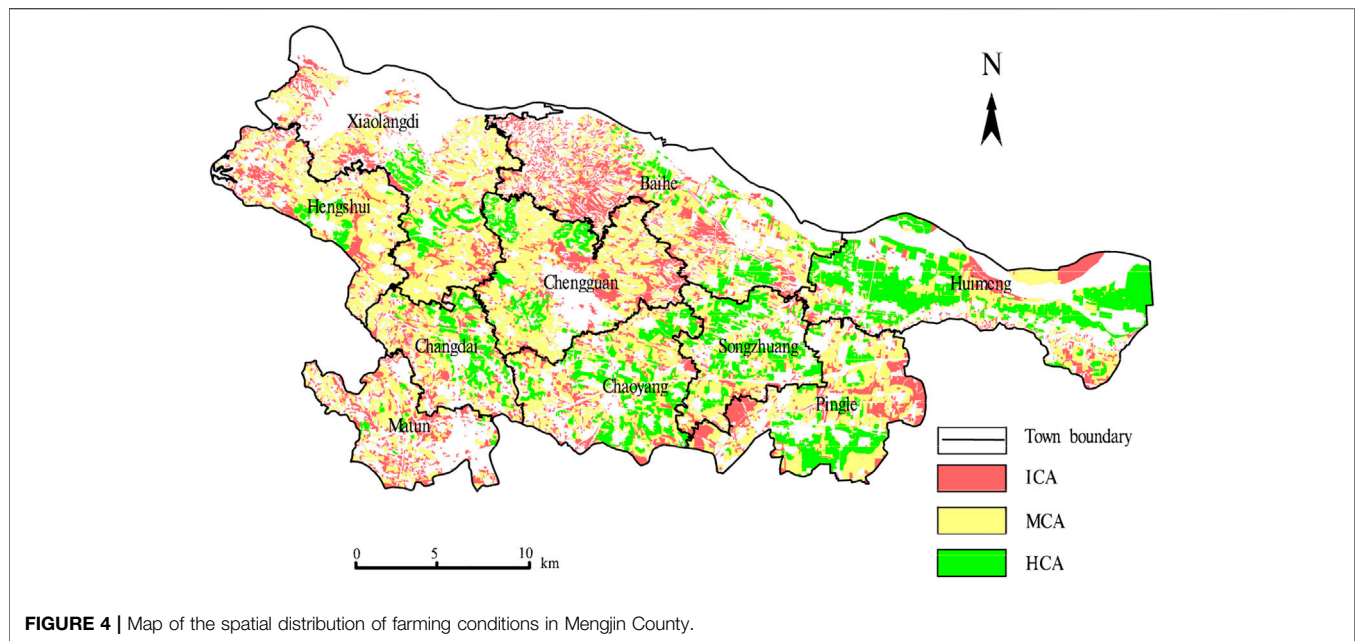 N
Xiaolangdi
Baihe
Hengshui
Chengguan
Huimeng
Changdai
Songzhuang
Chaoyang
Pingle
Matun
Town boundary
ICA
MCA
HCA
0 5 10
km
FIGURE 4 | Map of the spatial distribution of farming conditions in Mengjin County.